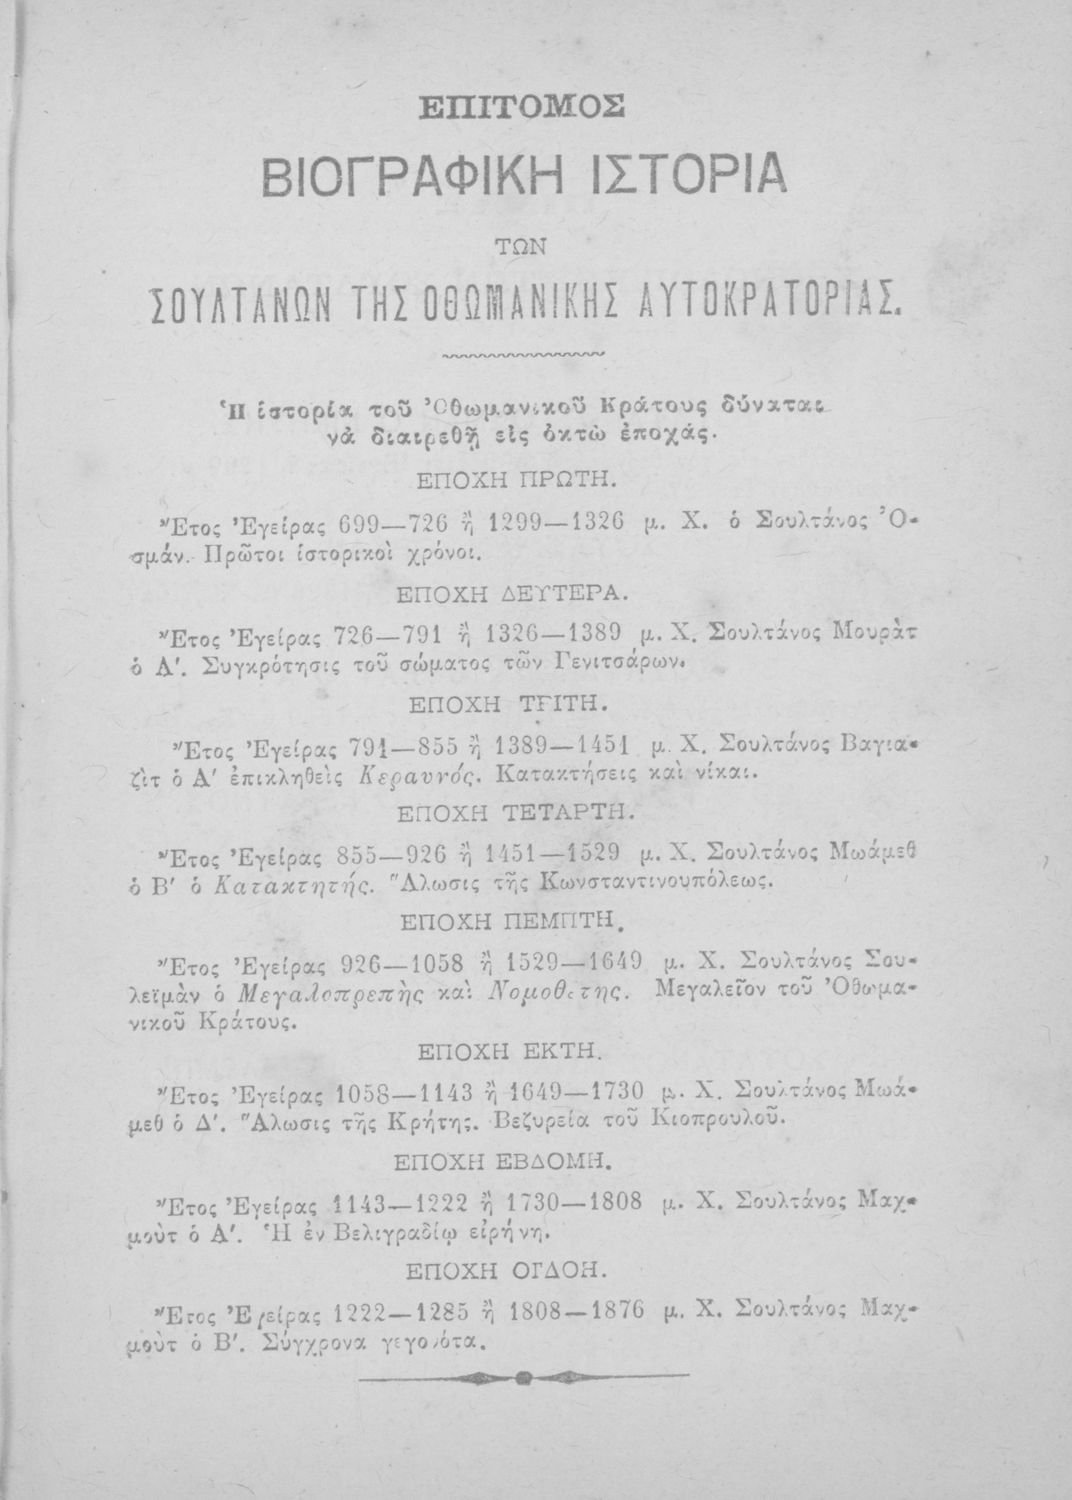 ΕΠΙΤΟΜΟΣ
ΒΙΟΓΡΑΦΙΚΗ ΙΣΤΟΡΙΑ
ΤΩΝ
ΣΟΥΛΤΑΝΩΝ ΤΗΣ ΟΘΩΜΑΝΙΚΗΣ ΑΥΤΟΚΡΑΤΟΡΙΑΣ.
Ἡ ἱστορία τοῦ Ὀθωμανικοῦ Κράτους δύναται
νὰ διαιρεθῇ εἰς ὀκτὼ ἐποχάς.
ΕΠΟΧΗ ΠΡΩΤΗ.
Ἔτος Ἐγείρας 699—726 ἢ 1299—1326 μ. Χ. ὁ Σουλτάνος Ὀ-
σμάν. Πρῶτοι ἱστορικοὶ χρόνοι.
ΕΠΟΧΗ ΔΕΥΤΕΡΑ.
Ἔτος Ἐγείρας 726—791 ἢ 1326—1389 μ. Χ. Σουλτάνος Μουρὰτ
ὁ Α'. Συγκρότησις τοῦ σώματος τῶν Γενιτσάρων.
ΕΠΟΧΗ ΤΡΙΤΗ.
Ἔτος Ἐγείρας 791—855 ἢ 1389—1451 μ. Χ. Σουλτάνος Βαγια-
ζὶτ ὁ Α' ἐπικληθεὶς Κεραυνός. Κατακτήσεις καὶ νίκαι.
ΕΠΟΧΗ ΤΕΤΑΡΤΗ.
Ἔτος Ἐγείρας 855—926 ἢ 1451—1529 μ. Χ. Σουλτάνος Μωάμεθ
ὁ Β' ὁ Κατακτητής. Ἅλωσις τῆς Κωνσταντινουπόλεως.
ΕΠΟΧΗ ΠΕΜΠΤΗ.
Ἔτος Ἐγείρας 926—1058 ἢ 1529—1649 μ. Χ. Σουλτάνος Σου-
λεϊμὰν ὁ Μεγαλοπρεπὴς καὶ Νομοθέτης. Μεγαλεῖον τοῦ Ὀθωμα-
νικοῦ Κράτους.
ΕΠΟΧΗ ΕΚΤΗ.
Ἔτος Ἐγείρας 1058—1143 ἢ 1649—1730 μ. Χ. Σουλτάνος Μωά-
μεθ ὁ Δ'. Ἅλωσις τῆς Κρήτης. Βεζυρεία τοῦ Κιοπρουλοῦ.
ΕΠΟΧΗ ΕΒΔΟΜΗ.
Ἔτος Ἐγείρας 1143—1222 ἢ 1730—1808 μ. Χ. Σουλτάνος Μαχ-
μοὺτ ὁ Α'. Ἡ ἐν Βελιγραδίῳ εἰρήνη.
ΕΠΟΧΗ ΟΓΔΟΗ.
Ἔτος Ἐγείρας 1222—1285 ἢ 1808—1876 μ. Χ. Σουλτάνος Μαχ-
μοὺτ ὁ Β'. Σύγχρονα γεγονότα.